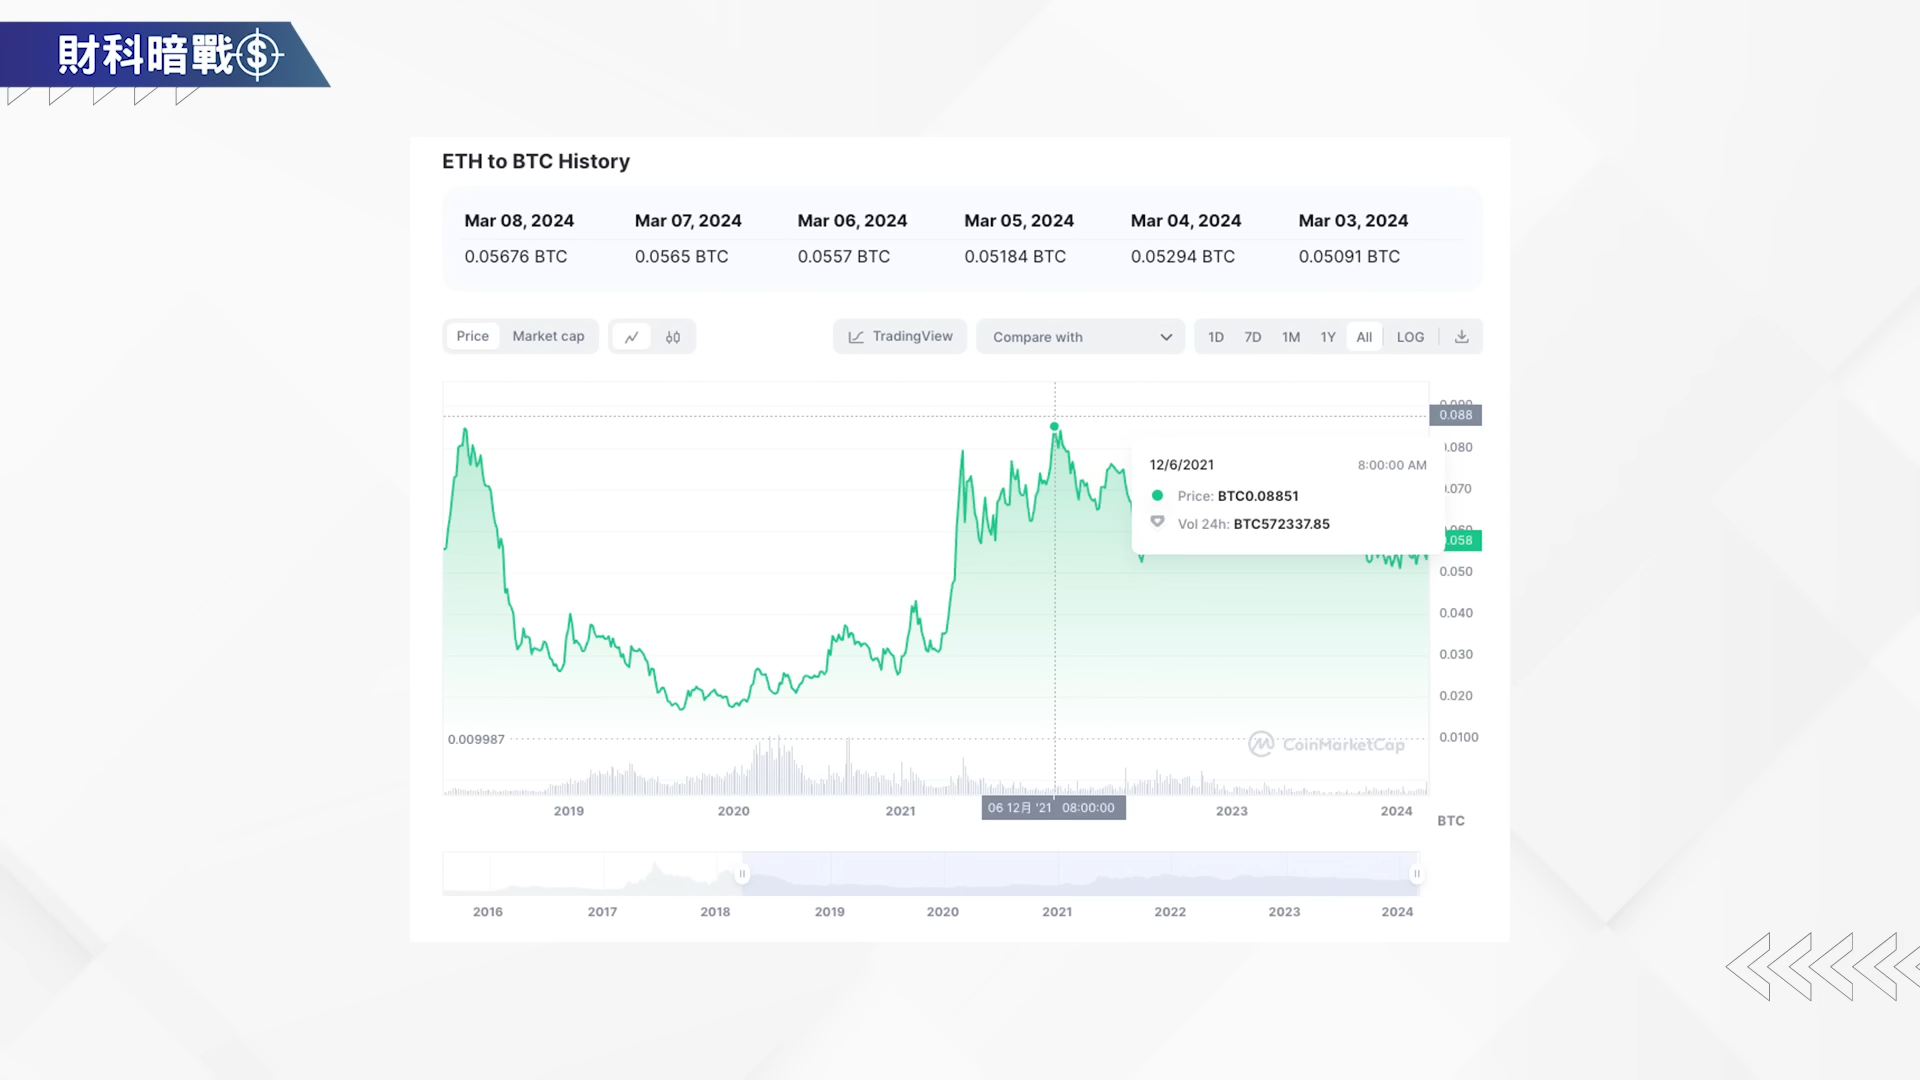 財科暗戰$
ETH to BTC History
Mar 08, 2024 Mar 07, 2024 Mar 06, 2024 Mar 05, 2024 Mar 04, 2024 Mar 03, 2024
0.05676 BTC 0.0565 BTC 0.0557 BTC 0.05184 BTC 0.05294 BTC 0.05091 BTC
Price Market cap TradingView Compare with 1D 7D 1M 1Y All LOG
0.088
0.080
12/6/2021 8:00:00 AM
0.070
Price: BTC0.08851
Vol 24h: BTC572337.85
0.058
0.050
0.040
0.030
0.020
0.009987 CoinMarketCap 0.0100
2019 2020 2021 06 12月 '21 08:00:00 2023 2024
BTC
2016 2017 2018 2019 2020 2021 2022 2023 2024